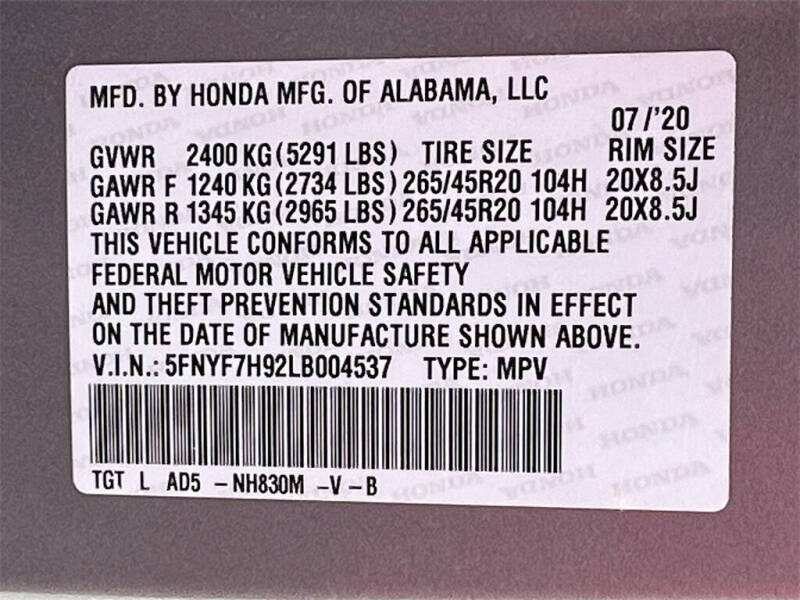 MFD. BY HONDA MFG. OF ALABAMA, LLC
07/'20
GVWR 2400 KG (5291 LBS) TIRE SIZE RIM SIZE
GAWR F 1240 KG (2734 LBS) 265/45R20 104H 20X8.5J
GAWR R 1345 KG (2965 LBS) 265/45R20 104H 20X8.5J
THIS VEHICLE CONFORMS TO ALL APPLICABLE
FEDERAL MOTOR VEHICLE SAFETY
AND THEFT PREVENTION STANDARDS IN EFFECT
ON THE DATE OF MANUFACTURE SHOWN ABOVE.
V.I.N.: 5FNYF7H92LB004537 TYPE: MPV
TGT L AD5 -NH830M -V -B